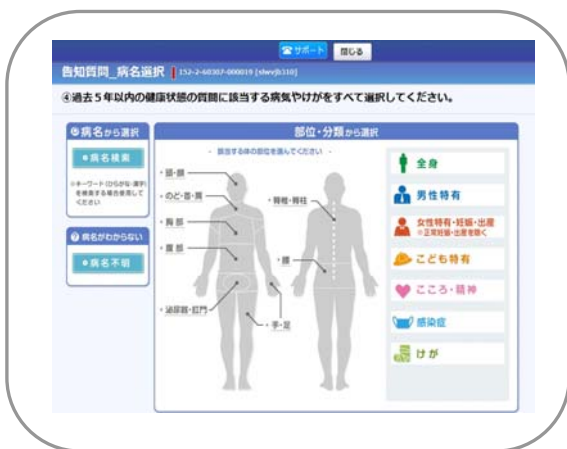 サポート
閉じる
告知質問_病名選択
④過去５年以内の健康状態の質問に該当する病気やけがをすべて選択してください。
病名から選択
病名検索
※キーワード(ひらがな・漢字)
を検索する場合使用して
ください
病名がわからない
病名不明
部位・分類から選択
- 該当する体の部位を選んでください -
頭・顔
のど・首・肩
胸部
腹部
泌尿器・肛門
手・足
脊椎・脊柱
腰
全身
男性特有
女性特有・妊娠・出産
※正常妊娠・出産を除く
こども特有
こころ・精神
感染症
けが